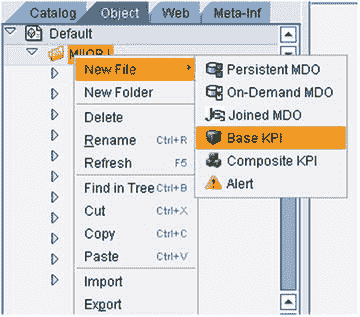 Catalog Object Web Meta-Inf
Default
New File
New Folder
Delete
Rename Ctrl+R
Refresh F5
Find in Tree Ctrl+B
Cut Ctrl+X
Copy Ctrl+C
Paste Ctrl+V
Import
Export
Persistent MDO
On-Demand MDO
Joined MDO
Base KPI
Composite KPI
Alert